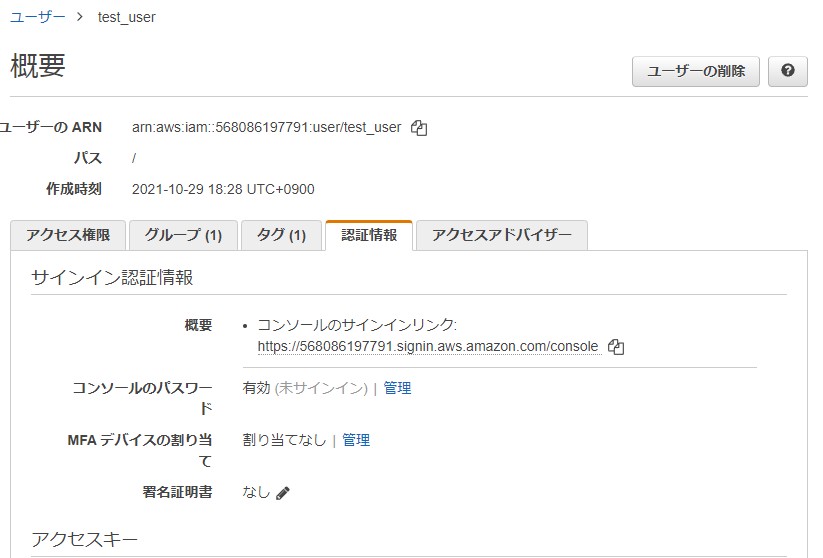 ユーザー > test_user
概要
ユーザーの削除
ユーザーの ARN arn:aws:iam::568086197791:user/test_user
パス /
作成時刻 2021-10-29 18:28 UTC+0900
アクセス権限 グループ (1) タグ (1) 認証情報 アクセスアドバイザー
サインイン認証情報
概要 • コンソールのサインインリンク:
https://568086197791.signin.aws.amazon.com/console
コンソールのパスワー 有効 (未サインイン) | 管理
ド
MFA デバイスの割り当 割り当てなし | 管理
て
署名証明書 なし
アクセスキー